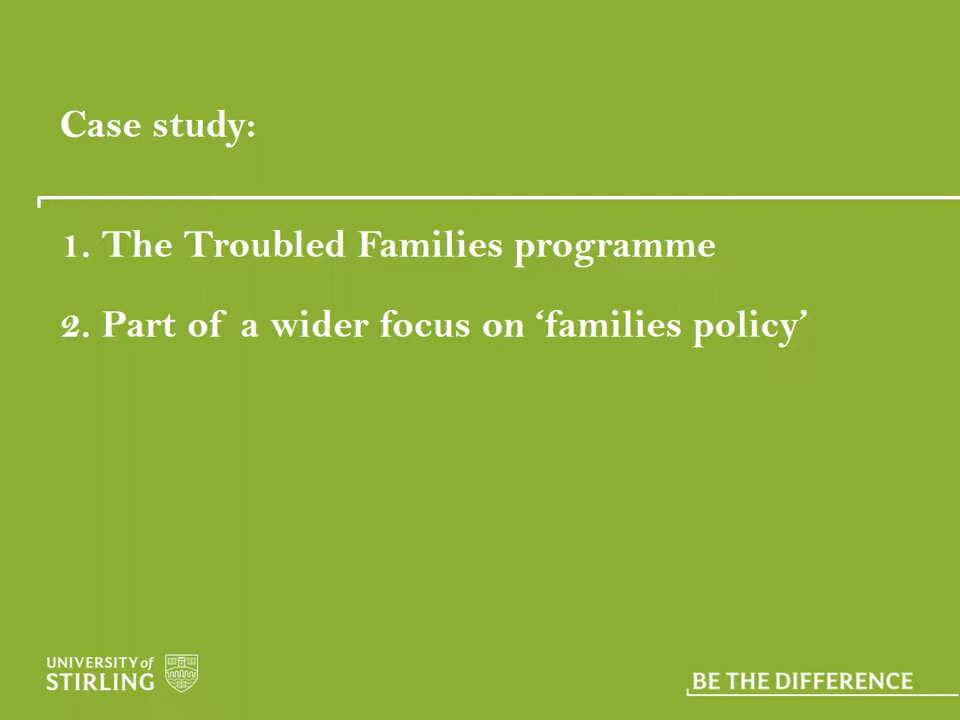 Case study:
1. The Troubled Families programme
2. Part of a wider focus on ‘families policy’
UNIVERSITY of
STIRLING
BE THE DIFFERENCE